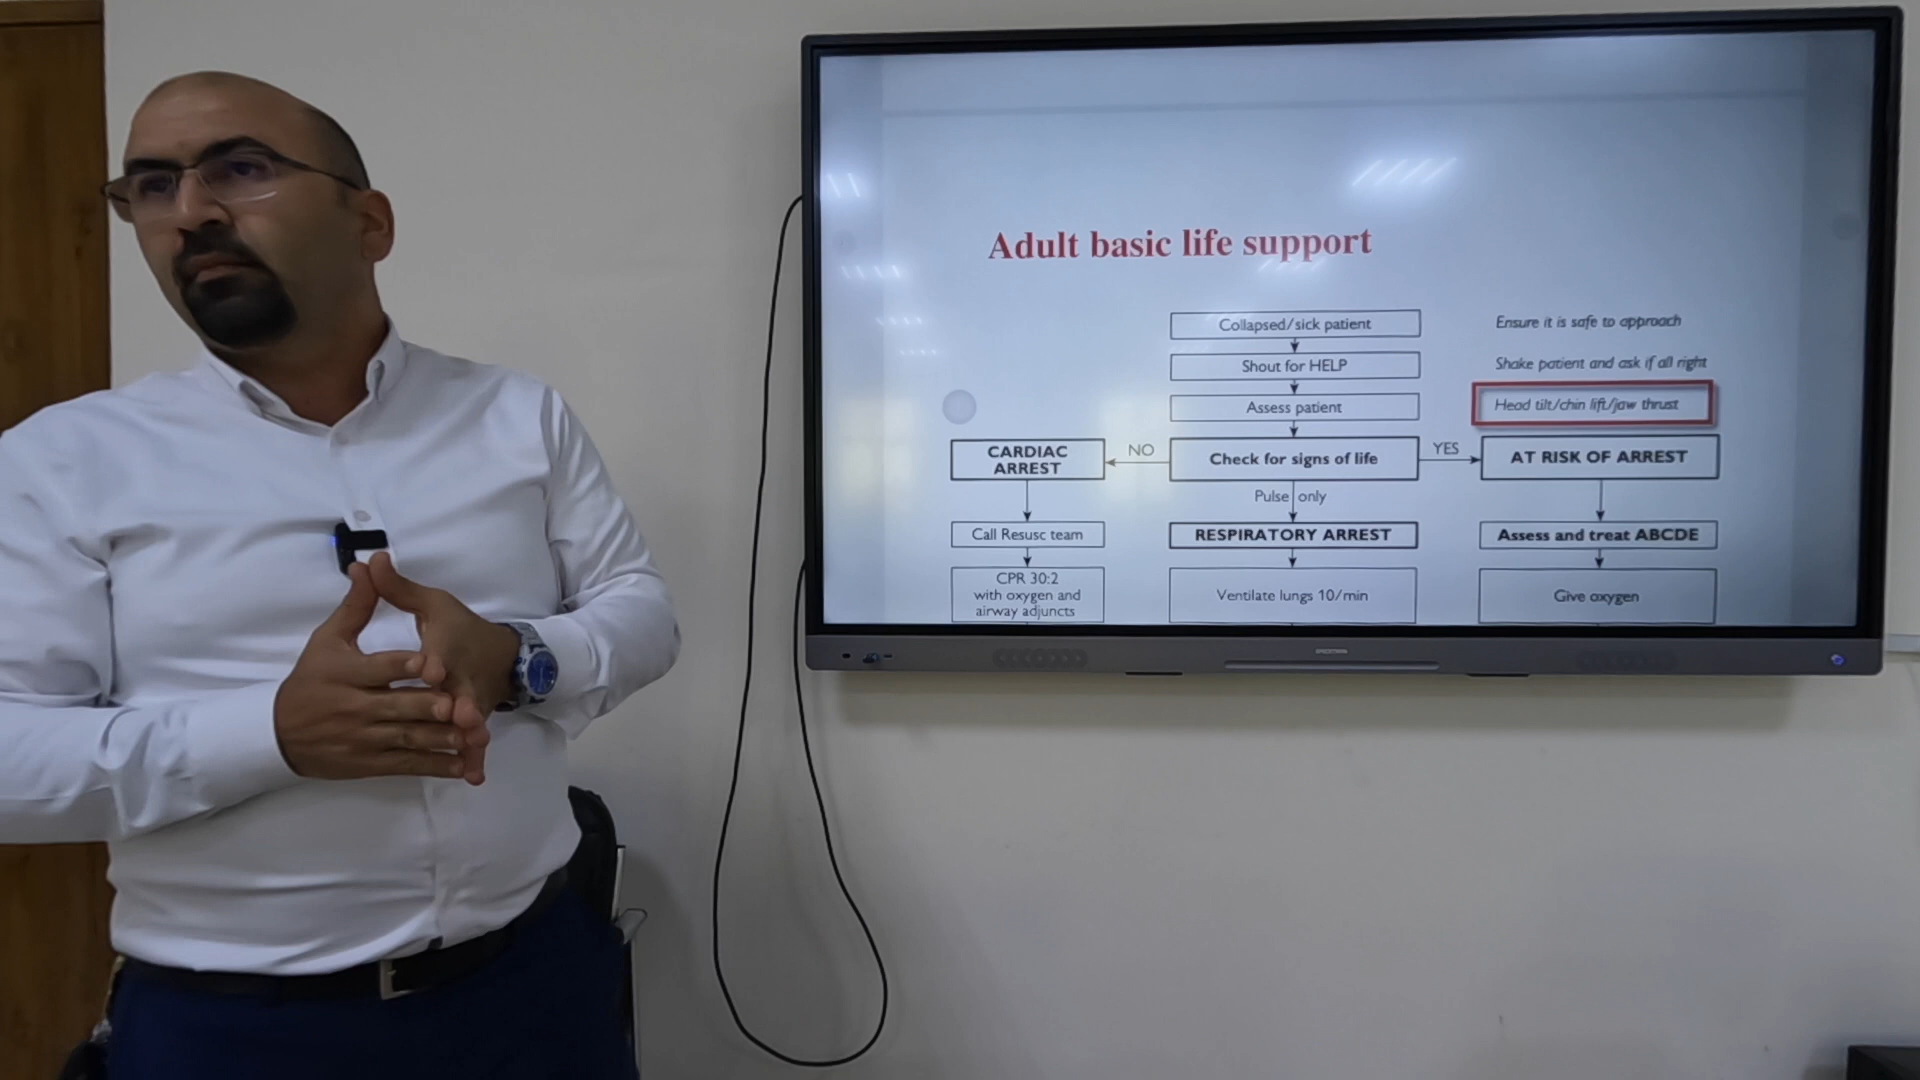 Adult basic life support
Collapsed/sick patient
Ensure it is safe to approach
Shout for HELP
Shake patient and ask if all right
Assess patient
Head tilt/chin lift/jaw thrust
CARDIAC
ARREST
NO
Check for signs of life
YES
AT RISK OF ARREST
Pulse only
Call Resusc team
RESPIRATORY ARREST
Assess and treat ABCDE
CPR 30:2
with oxygen and
airway adjuncts
Ventilate lungs 10/min
Give oxygen